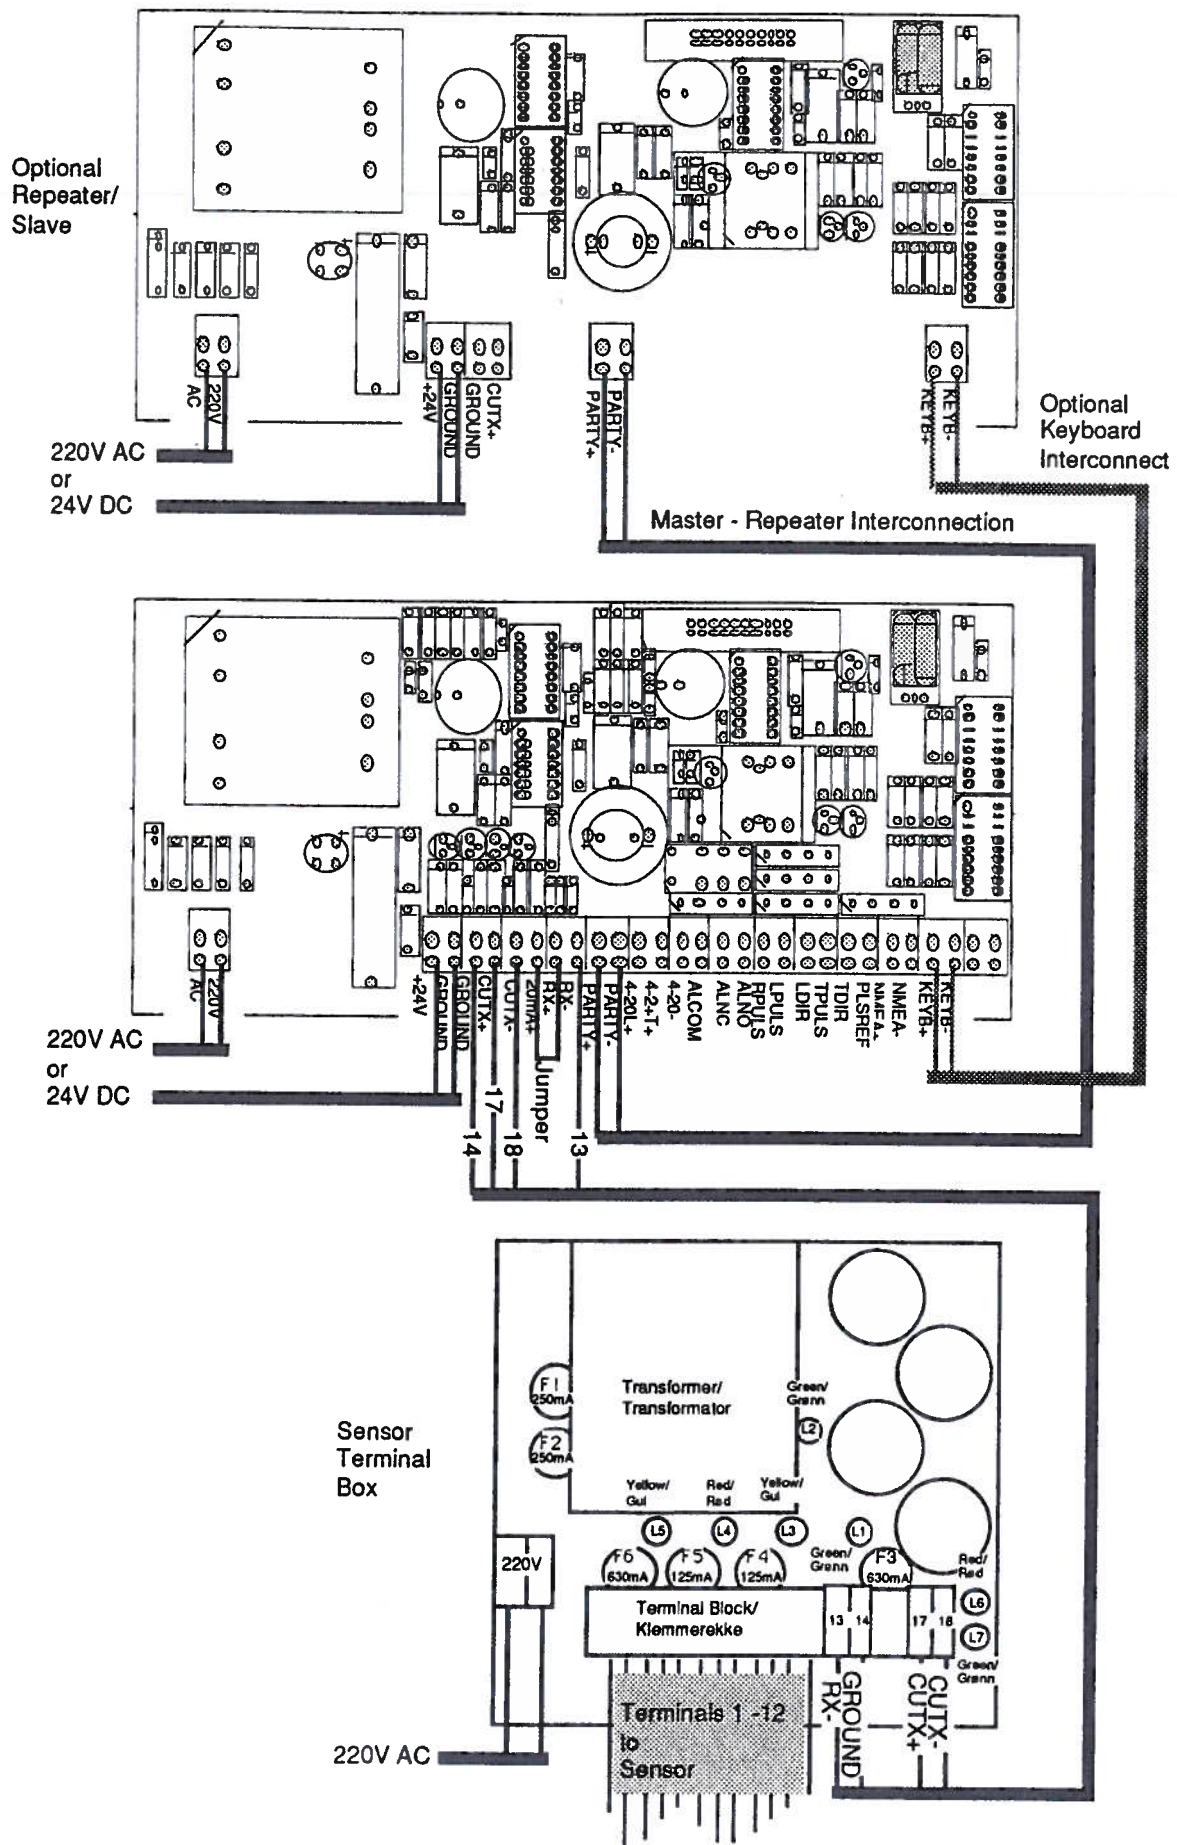 Optional
Repeater/
Slave
AC
220V
+24V
GROUND
GROUND
CUTX+
PARTY+
PARTY-
KEYB+
KEYB-
220V AC
or
24V DC
Optional
Keyboard
Interconnect
Master - Repeater Interconnection
AC
220V
+24V
GROUND
GROUND
CUTX+
CUTX-
20mA+
RX+
RX-
PARTY+
PARTY-
4-20L+
4-2+T+
4-20-
ALCOM
ALNC
ALNO
RPULS
LPULS
LDIR
TPULS
TDIR
PLSREF
NMEA+
NMEA-
KEYB+
KEYB-
220V AC
or
24V DC
14
17
18
Jumper
13
Sensor
Terminal
Box
F1
250mA
F2
250mA
Transformer/
Transformator
Green/
Grønn
L2
Yellow/
Gul
Red/
Rød
Yellow/
Gul
L5
L4
L3
L1
Green/
Grønn
F6
630mA
F5
125mA
F4
125mA
F3
630mA
Red/
Rød
L6
L7
Green/
Grønn
220V
Terminal Block/
Klemmerekke
13
14
17
18
RX-
GROUND
CUTX+
CUTX-
Terminals 1 -12
to
Sensor
220V AC